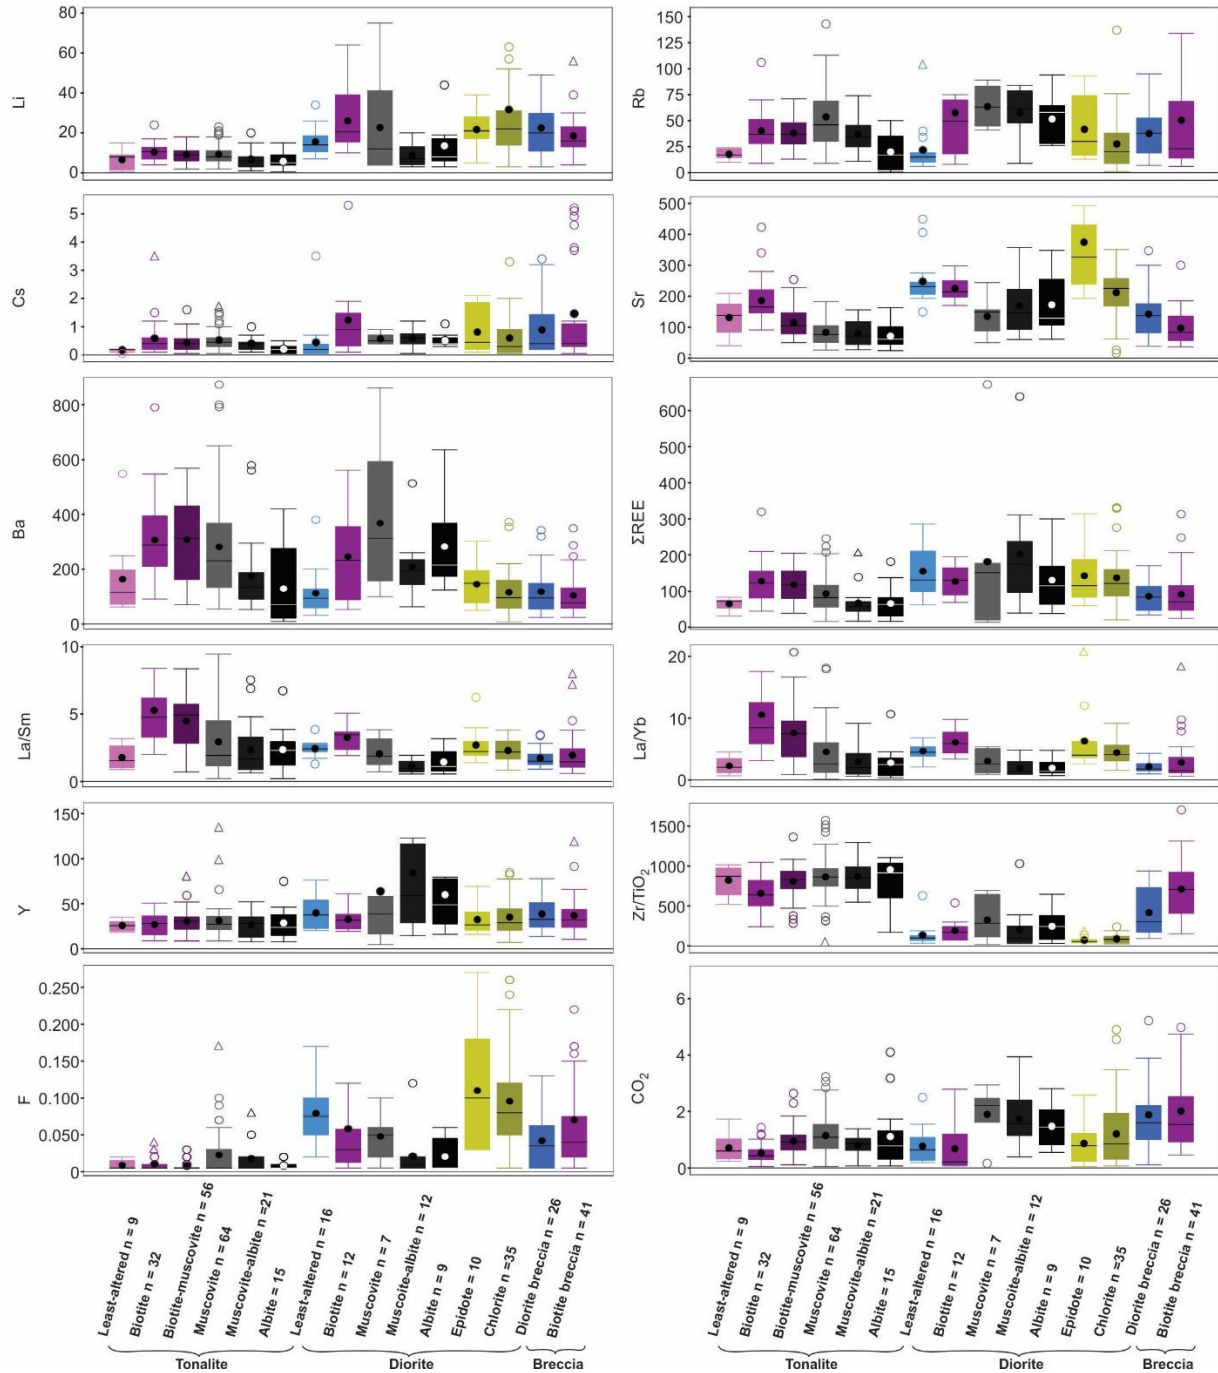 Li
80
60
40
20
0
Rb
150
125
100
75
50
25
0
Cs
5
4
3
2
1
0
Sr
500
400
300
200
100
0
Ba
800
600
400
200
0
ΣREE
600
500
400
300
200
100
0
La/Sm
10
5
0
La/Yb
20
10
0
Y
150
100
50
0
Zr/TiO₂
1500
1000
500
0
F
0.250
0.200
0.150
0.100
0.050
0
CO₂
6
4
2
0
Least-altered n = 9
Biotite n = 32
Biotite-muscovite n = 56
Muscovite n = 64
Muscovite-albite n =21
Albite n = 15
Least-altered n = 16
Biotite n = 12
Muscovite n = 7
Muscoite-albite n = 12
Albite n = 9
Epidote n = 10
Chlorite n =35
Diorite breccia n = 26
Biotite breccia n = 41
Tonalite
Diorite
Breccia
Least-altered n = 9
Biotite n = 32
Biotite-muscovite n = 56
Muscovite n = 64
Muscovite-albite n =21
Albite n = 15
Least-altered n = 16
Biotite n = 12
Muscovite n = 7
Muscoite-albite n = 12
Albite n = 9
Epidote n = 10
Chlorite n =35
Diorite breccia n = 26
Biotite breccia n = 41
Tonalite
Diorite
Breccia